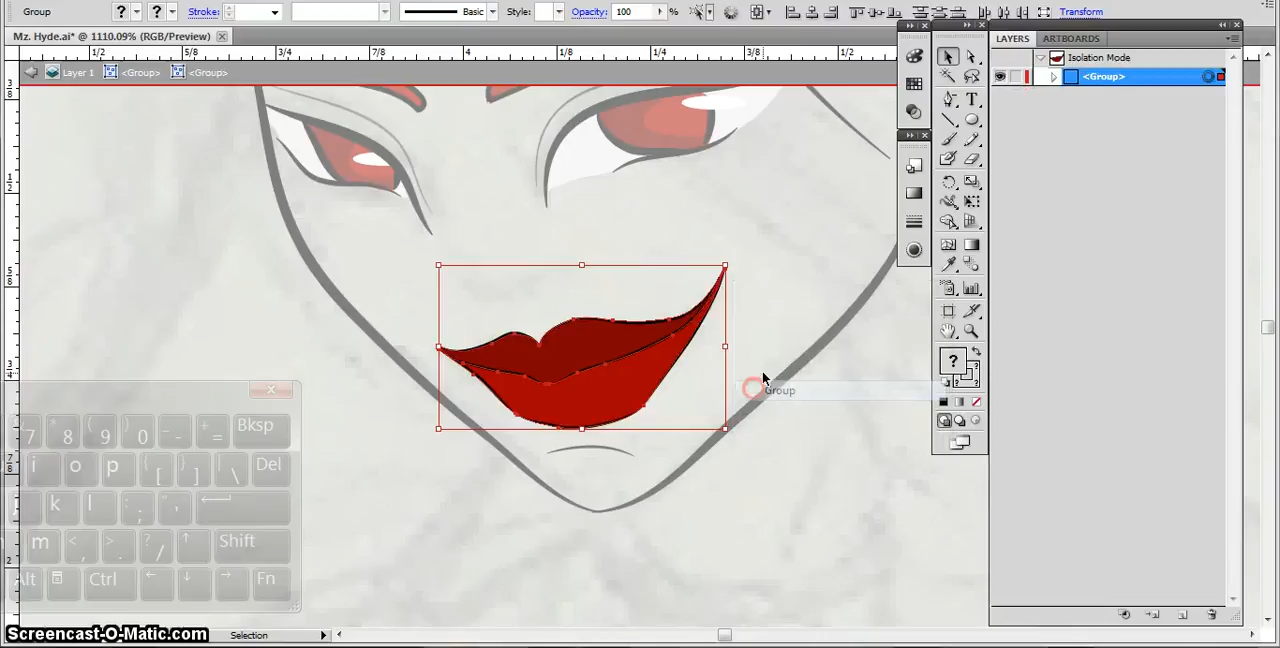 Group ? ? Stroke: Basic Style: Opacity: 100 % Transform
Mz. Hyde.ai* @ 1110.09% (RGB/Preview)
1/2 5/8 3/4 7/8 4 1/8 1/4 3/8 1/2
Layer 1 <Group> <Group>
LAYERS ARTBOARDS
Isolation Mode
<Group>
T
?
?
Group
7 8 9 0 - = Bksp
i o p [ ] \ Del
k l ; '
m < > ? / Shift
Alt Ctrl Fn
Screencast-O-Matic.com
Selection